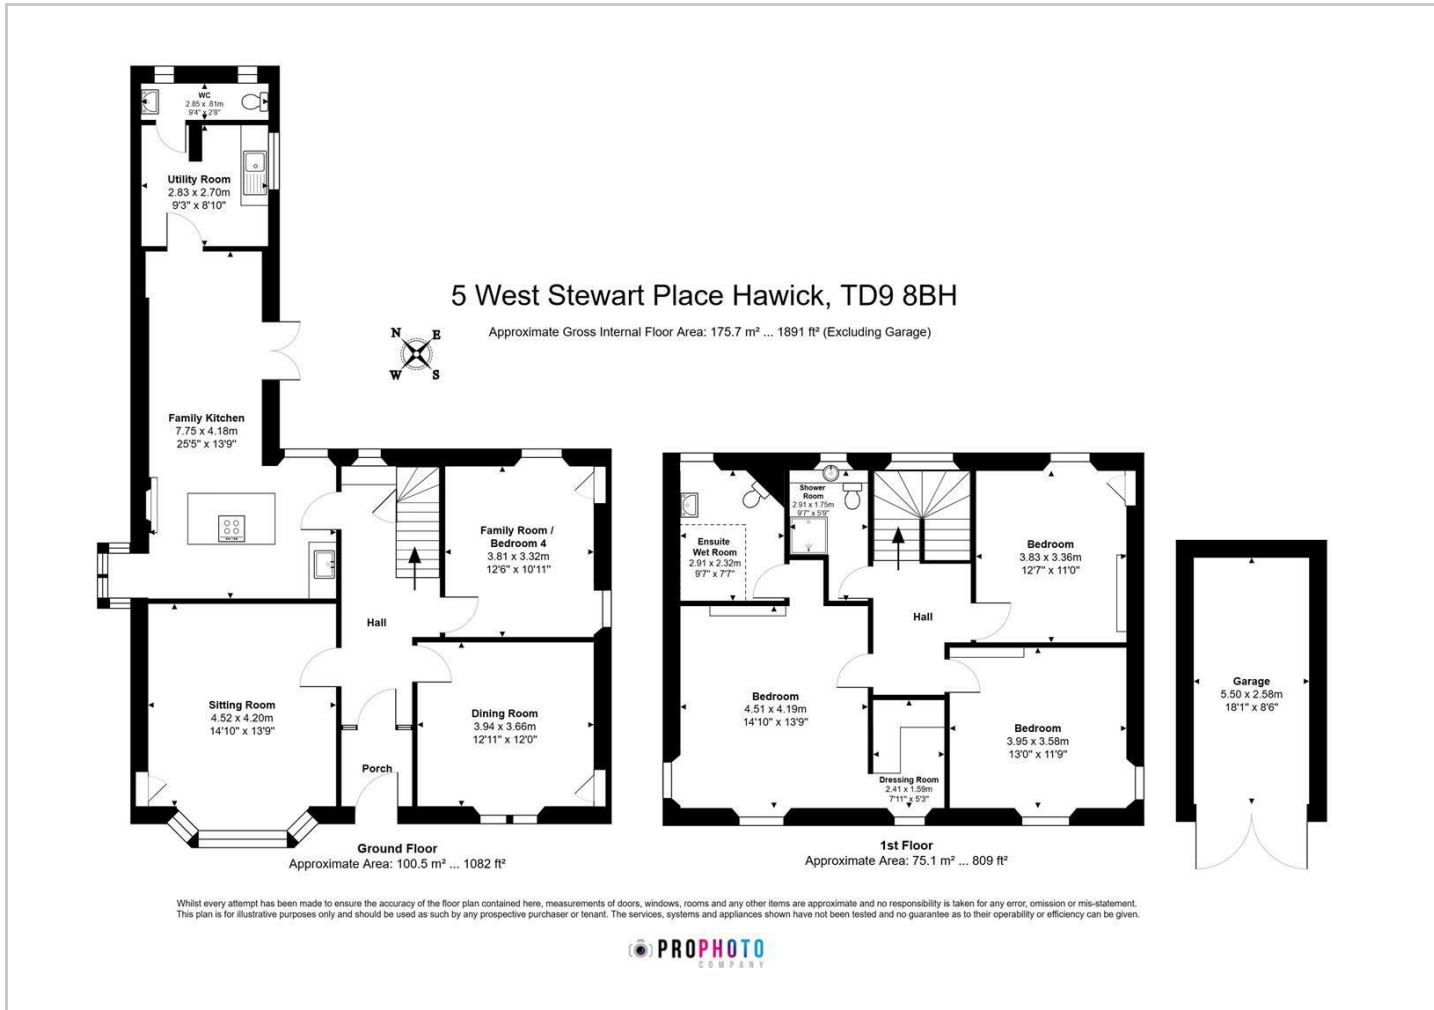 WC
2.85 x .81m
9'4" x 2'8"
Utility Room
2.83 x 2.70m
9'3" x 8'10"
5 West Stewart Place Hawick, TD9 8BH
Approximate Gross Internal Floor Area: 175.7 m² ... 1891 ft² (Excluding Garage)
N E
W S
Family Kitchen
7.75 x 4.18m
25'5" x 13'9"
Family Room /
Bedroom 4
3.81 x 3.32m
12'6" x 10'11"
Hall
Sitting Room
4.52 x 4.20m
14'10" x 13'9"
Dining Room
3.94 x 3.66m
12'11" x 12'0"
Porch
Ground Floor
Approximate Area: 100.5 m² ... 1082 ft²
Shower
Room
2.91 x 1.75m
9'7" x 5'9"
Ensuite
Wet Room
2.91 x 2.32m
9'7" x 7'7"
Bedroom
3.83 x 3.36m
12'7" x 11'0"
Hall
Bedroom
4.51 x 4.19m
14'10" x 13'9"
Bedroom
3.95 x 3.58m
13'0" x 11'9"
Dressing Room
2.41 x 1.59m
7'11" x 5'3"
1st Floor
Approximate Area: 75.1 m² ... 809 ft²
Garage
5.50 x 2.58m
18'1" x 8'6"
Whilst every attempt has been made to ensure the accuracy of the floor plan contained here, measurements of doors, windows, rooms and any other items are approximate and no responsibility is taken for any error, omission or mis-statement.
This plan is for illustrative purposes only and should be used as such by any prospective purchaser or tenant. The services, systems and appliances shown have not been tested and no guarantee as to their operability or efficiency can be given.
PROPHOTO
COMPANY